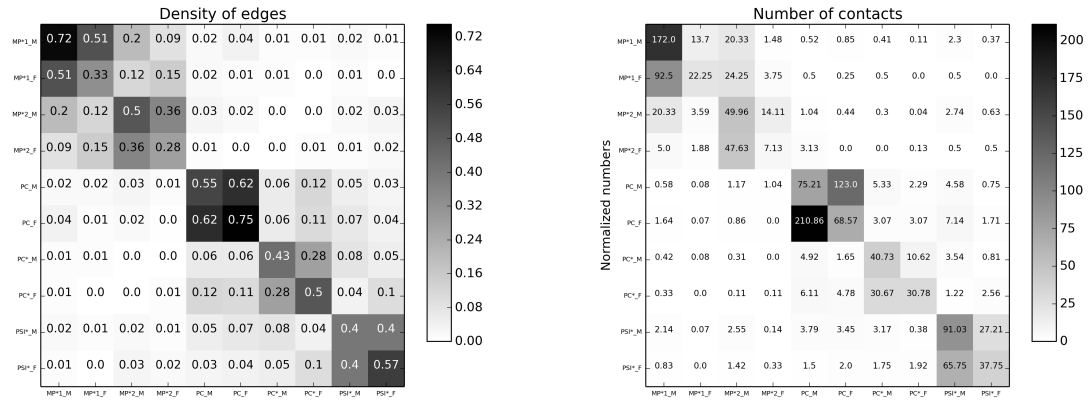 Density of edges
MP*1_M 0.72 0.51 0.2 0.09 0.02 0.04 0.01 0.01 0.02 0.01
MP*1_F 0.51 0.33 0.12 0.15 0.02 0.01 0.01 0.0 0.01 0.0
MP*2_M 0.2 0.12 0.5 0.36 0.03 0.02 0.0 0.0 0.02 0.03
MP*2_F 0.09 0.15 0.36 0.28 0.01 0.0 0.0 0.01 0.01 0.02
PC_M 0.02 0.02 0.03 0.01 0.55 0.62 0.06 0.12 0.05 0.03
PC_F 0.04 0.01 0.02 0.0 0.62 0.75 0.06 0.11 0.07 0.04
PC*_M 0.01 0.01 0.0 0.0 0.06 0.06 0.43 0.28 0.08 0.05
PC*_F 0.01 0.0 0.0 0.01 0.12 0.11 0.28 0.5 0.04 0.1
PSI*_M 0.02 0.01 0.02 0.01 0.05 0.07 0.08 0.04 0.4 0.4
PSI*_F 0.01 0.0 0.03 0.02 0.03 0.04 0.05 0.1 0.4 0.57
MP*1_M MP*1_F MP*2_M MP*2_F PC_M PC_F PC*_M PC*_F PSI*_M PSI*_F
0.72
0.64
0.56
0.48
0.40
0.32
0.24
0.16
0.08
0.00
Number of contacts
Normalized numbers
MP*1_M 172.0 13.7 20.33 1.48 0.52 0.85 0.41 0.11 2.3 0.37
MP*1_F 92.5 22.25 24.25 3.75 0.5 0.25 0.5 0.0 0.5 0.0
MP*2_M 20.33 3.59 49.96 14.11 1.04 0.44 0.3 0.04 2.74 0.63
MP*2_F 5.0 1.88 47.63 7.13 3.13 0.0 0.0 0.13 0.5 0.5
PC_M 0.58 0.08 1.17 1.04 75.21 123.0 5.33 2.29 4.58 0.75
PC_F 1.64 0.07 0.86 0.0 210.86 68.57 3.07 3.07 7.14 1.71
PC*_M 0.42 0.08 0.31 0.0 4.92 1.65 40.73 10.62 3.54 0.81
PC*_F 0.33 0.0 0.11 0.11 6.11 4.78 30.67 30.78 1.22 2.56
PSI*_M 2.14 0.07 2.55 0.14 3.79 3.45 3.17 0.38 91.03 27.21
PSI*_F 0.83 0.0 1.42 0.33 1.5 2.0 1.75 1.92 65.75 37.75
MP*1_M MP*1_F MP*2_M MP*2_F PC_M PC_F PC*_M PC*_F PSI*_M PSI*_F
200
175
150
125
100
75
50
25
0